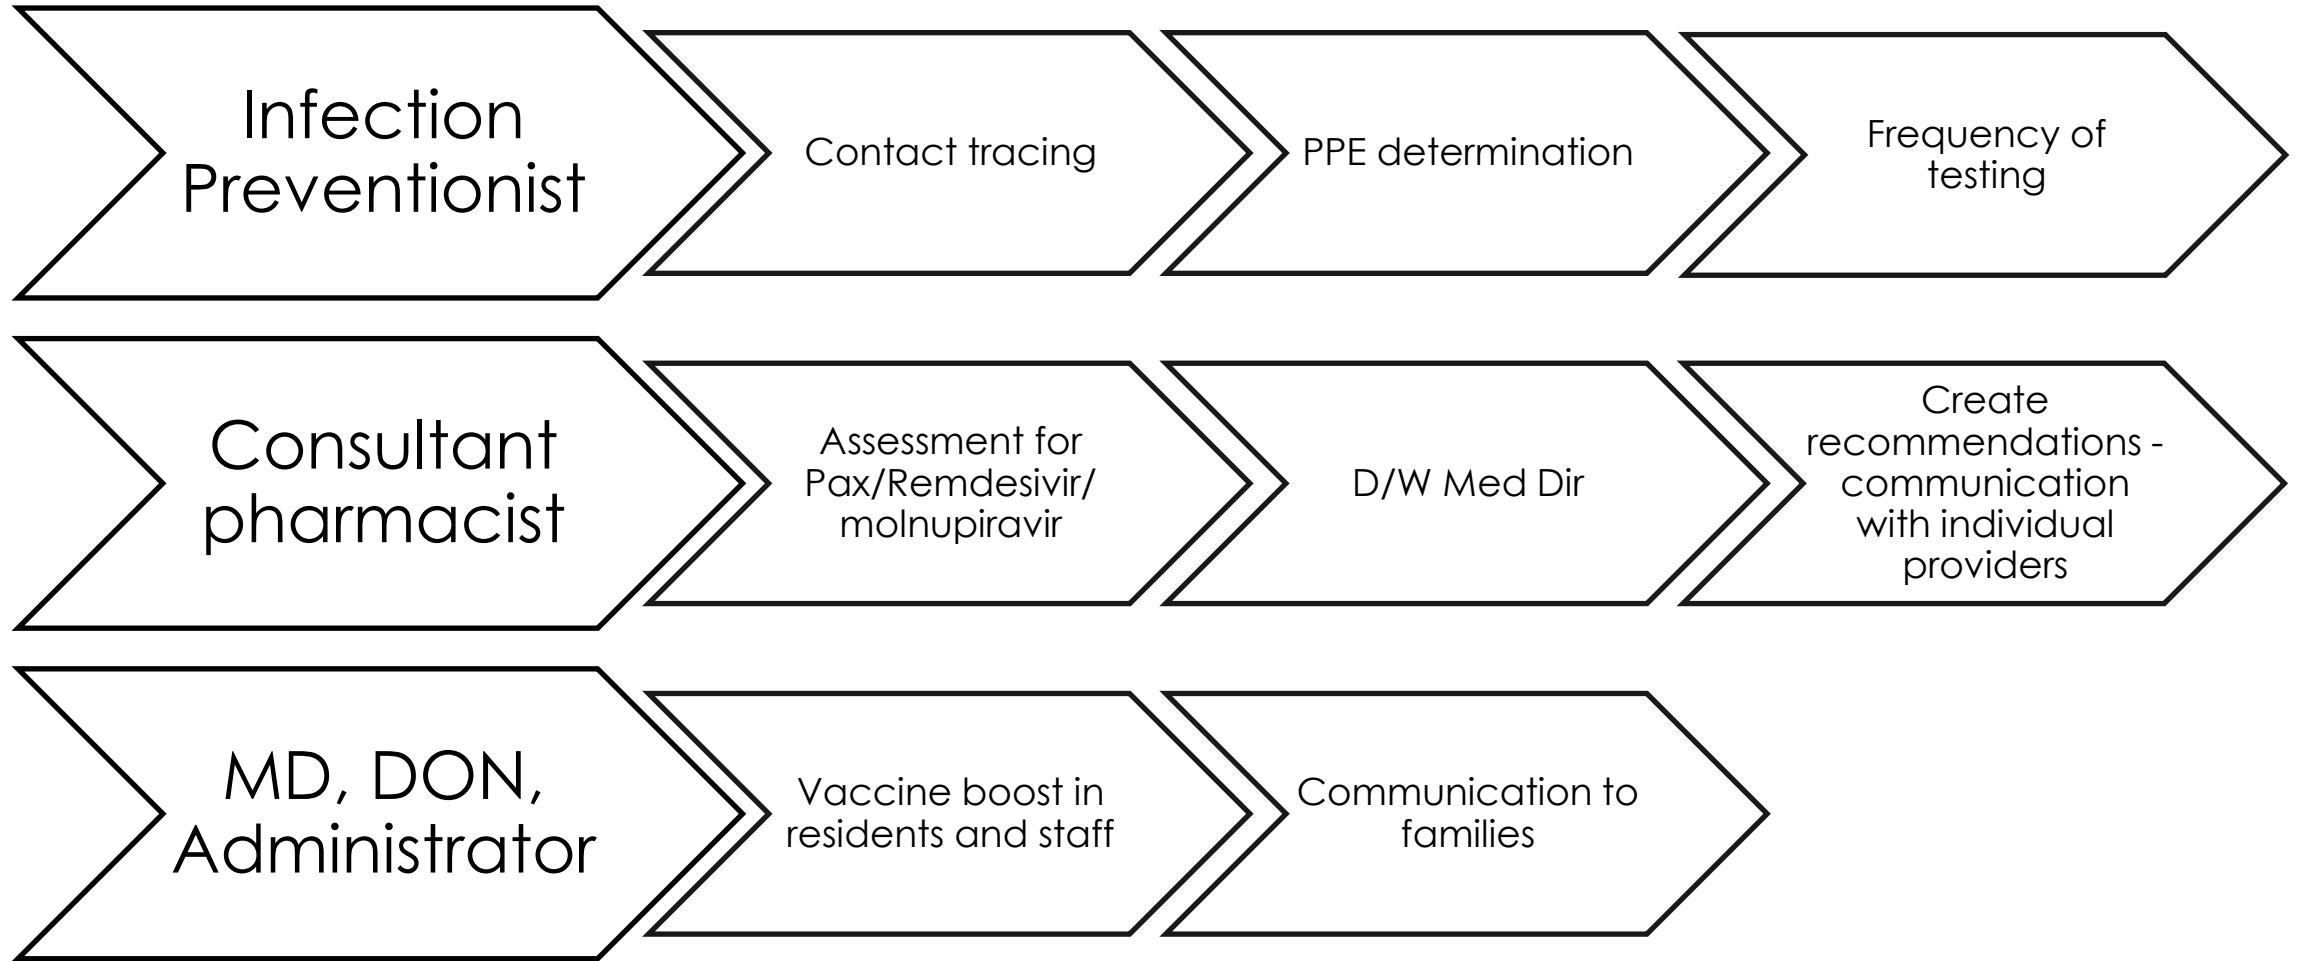 Infection
Preventionist
Contact tracing
PPE determination
Frequency of
testing
Consultant
pharmacist
Assessment for
Pax/Remdesivir/
molnupiravir
D/W Med Dir
Create
recommendations -
communication
with individual
providers
MD, DON,
Administrator
Vaccine boost in
residents and staff
Communication to
families